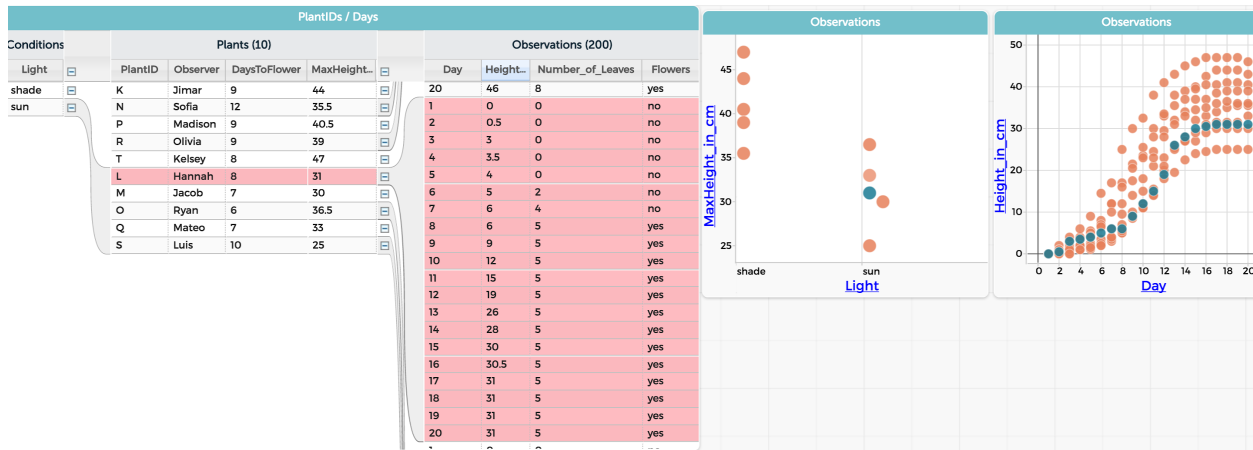 PlantIDs / Days
Conditions Plants (10) Observations (200)
Light PlantID Observer DaysToFlower MaxHeight... Day Height... Number_of_Leaves Flowers
shade K Jimar 9 44 20 46 8 yes
sun N Sofia 12 35.5 1 0 0 no
P Madison 9 40.5 2 0.5 0 no
R Olivia 9 39 3 3 0 no
T Kelsey 8 47 4 3.5 0 no
L Hannah 8 31 5 4 0 no
M Jacob 7 30 6 5 2 no
O Ryan 6 36.5 7 6 4 no
Q Mateo 7 33 8 6 5 yes
S Luis 10 25 9 9 5 yes
10 12 5 yes
11 15 5 yes
12 19 5 yes
13 26 5 yes
14 28 5 yes
15 30 5 yes
16 30.5 5 yes
17 31 5 yes
18 31 5 yes
19 31 5 yes
20 31 5 yes
Observations
MaxHeight_in_cm
45
40
35
30
25
shade sun
Light
Observations
Height_in_cm
50
40
30
20
10
0
0 2 4 6 8 10 12 14 16 18 20
Day